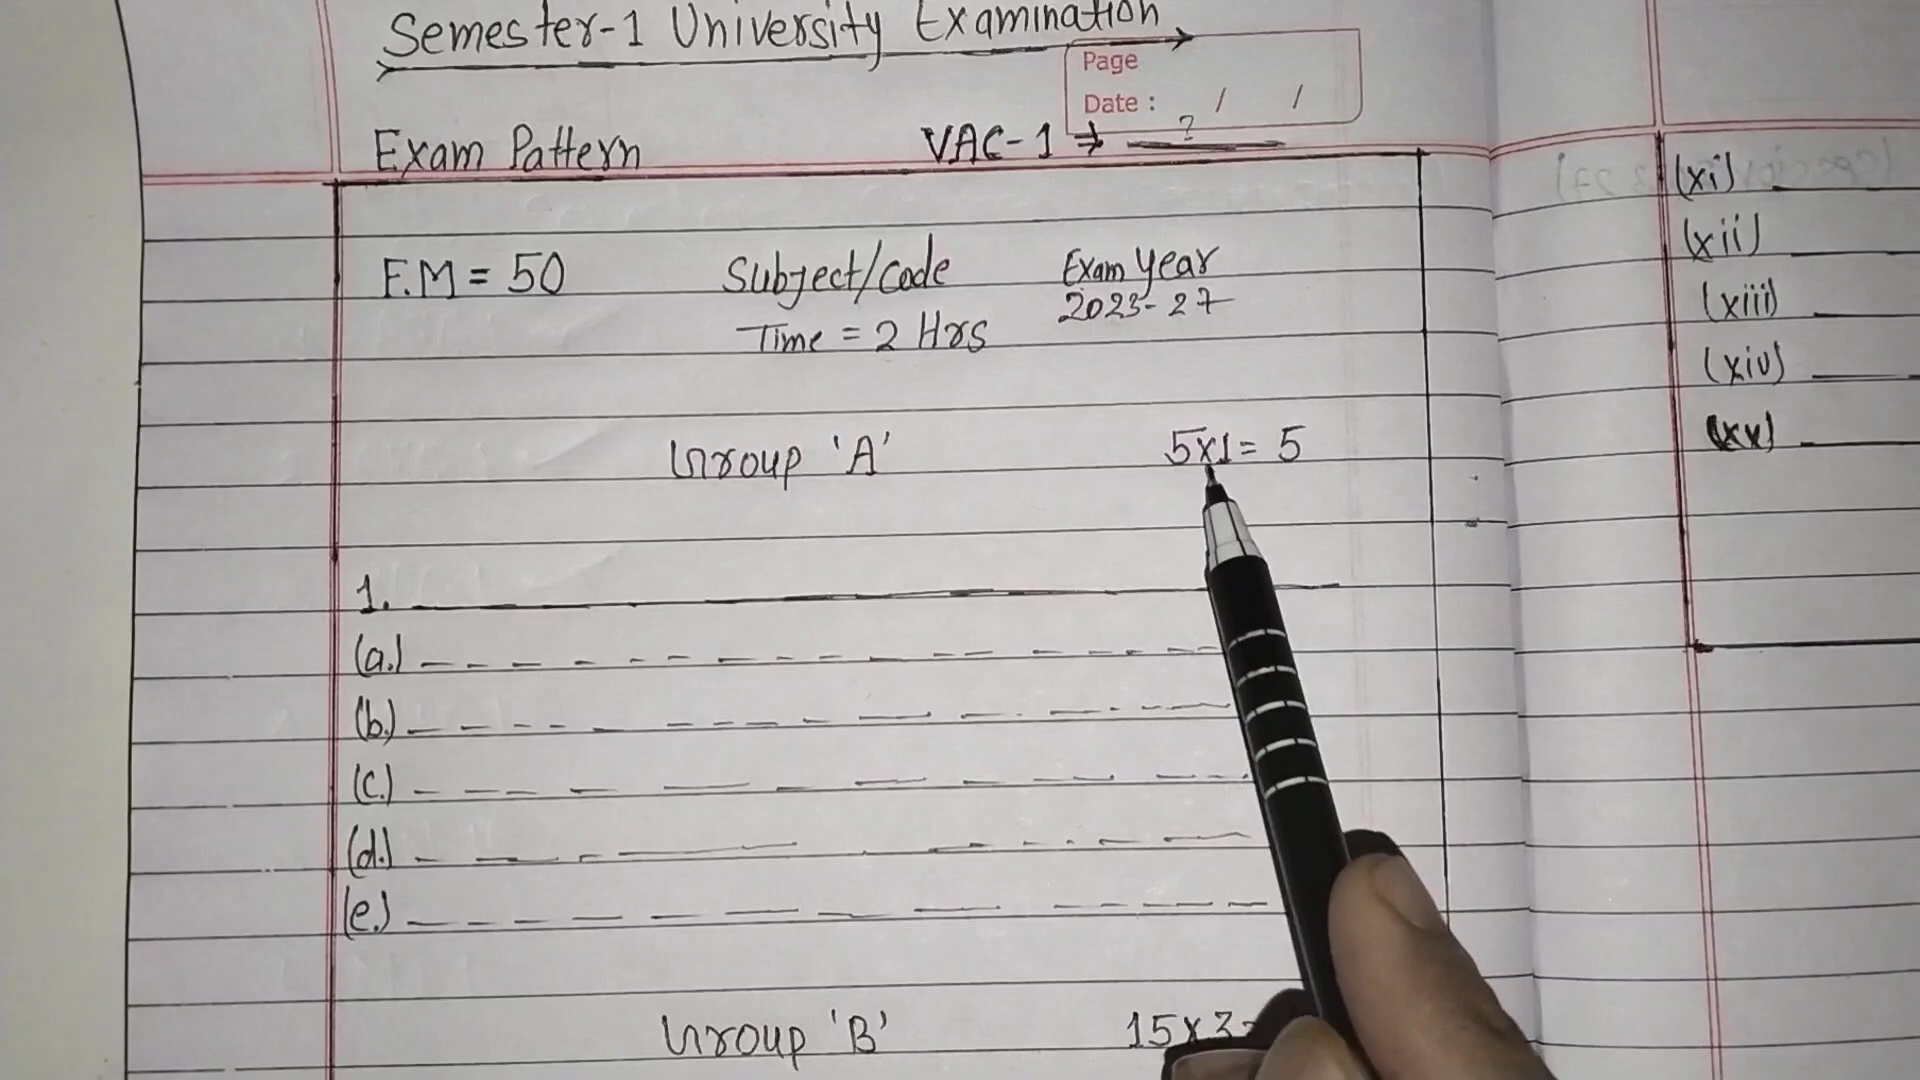 Semester-1 University Examination
Page
Date : / /
Exam Pattern VAC-1 → ?
F.M = 50 Subject/Code Exam Year
2023-27
Time = 2 Hrs
Group 'A' 5x1= 5
1.
(a.)
(b.)
(c.)
(d.)
(e.)
Group 'B' 15x3=
(xi)
(xii)
(xiii)
(xiv)
(xv)